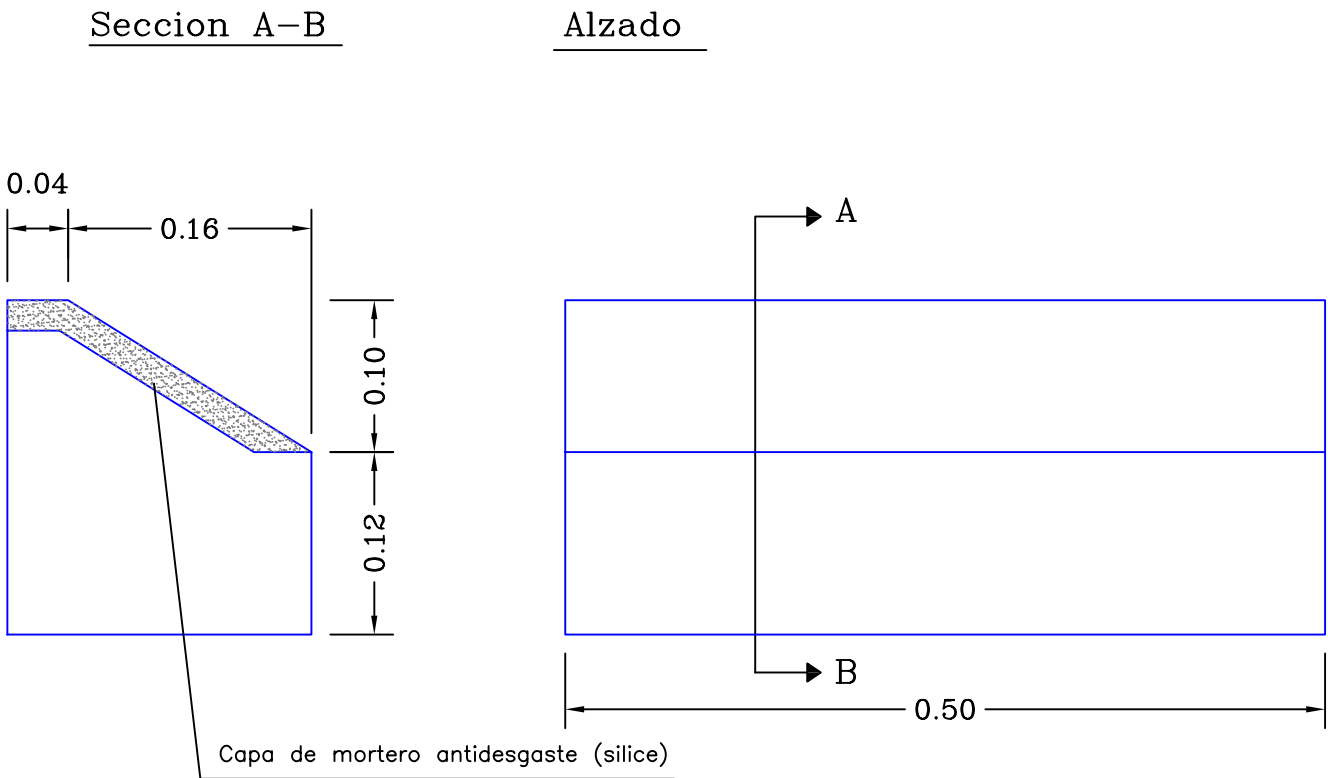 Seccion A-B
Alzado
0.04
0.16
A
0.10
0.12
B
0.50
Capa de mortero antidesgaste (silice)